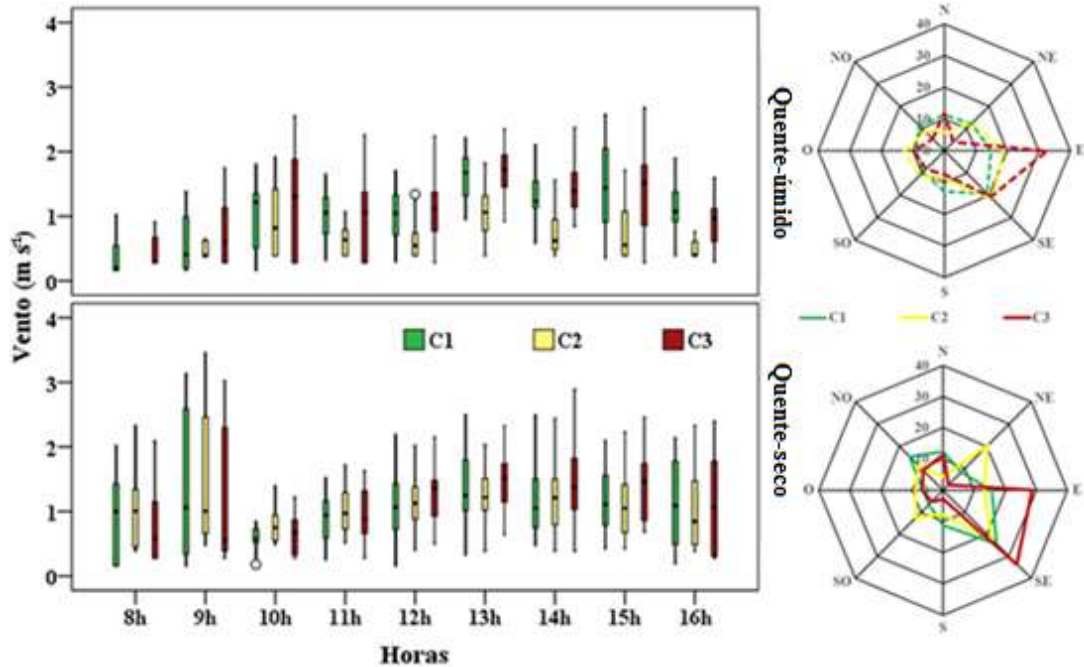 Vento (m s⁻¹)
4
3
2
1
0
Quente-úmido
N
NE
E
SE
S
SO
O
NO
40
30
20
10
C1
C2
C3
4
3
2
1
0
C1
C2
C3
8h
9h
10h
11h
12h
13h
14h
15h
16h
Horas
Quente-seco
N
NE
E
SE
S
SO
O
NO
40
30
20
10